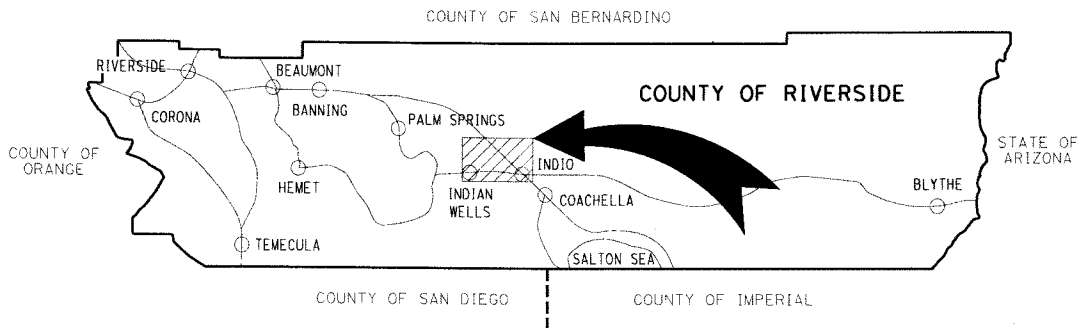 COUNTY OF SAN BERNARDINO
RIVERSIDE
BEAUMONT
COUNTY OF RIVERSIDE
CORONA
BANNING
PALM SPRINGS
COUNTY OF
ORANGE
STATE OF
ARIZONA
HEMET
INDIO
INDIAN
WELLS
COACHELLA
BLYTHE
TEMECULA
SALTON SEA
COUNTY OF SAN DIEGO
COUNTY OF IMPERIAL